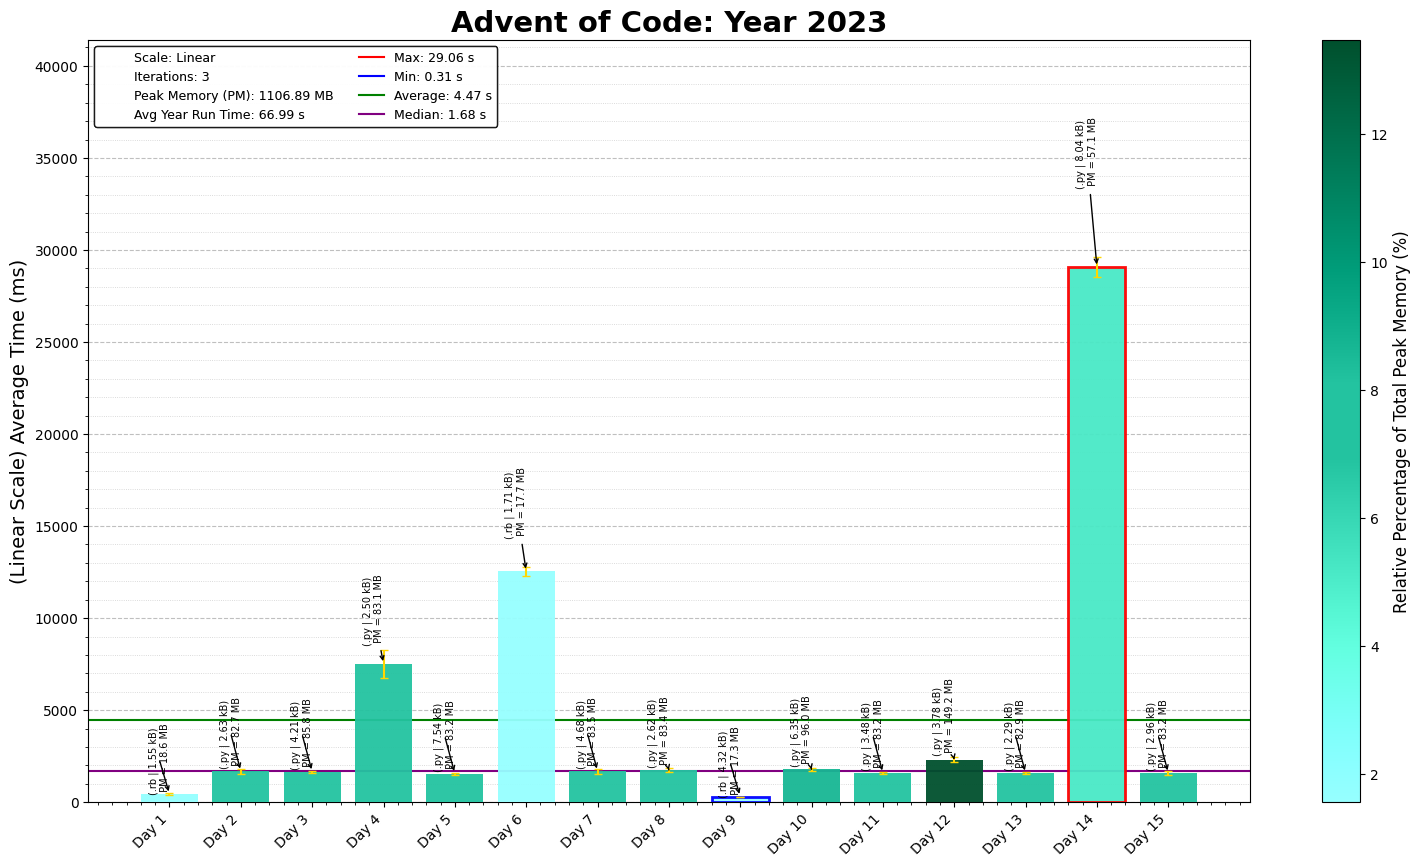 Advent of Code: Year 2023
Scale: Linear
Iterations: 3
Peak Memory (PM): 1106.89 MB
Avg Year Run Time: 66.99 s
Max: 29.06 s
Min: 0.31 s
Average: 4.47 s
Median: 1.68 s
(Linear Scale) Average Time (ms)
40000
35000
30000
25000
20000
15000
10000
5000
0
(.rb | 1.55 kB)
PM = 18.6 MB
(.py | 2.63 kB)
PM = 82.7 MB
(.py | 4.21 kB)
PM = 85.8 MB
(.py | 2.50 kB)
PM = 83.1 MB
(.py | 7.54 kB)
PM = 83.2 MB
(.rb | 1.71 kB)
PM = 17.7 MB
(.py | 4.68 kB)
PM = 83.5 MB
(.py | 2.62 kB)
PM = 83.4 MB
(.rb | 4.32 kB)
PM = 17.3 MB
(.py | 6.35 kB)
PM = 96.0 MB
(.py | 3.48 kB)
PM = 83.2 MB
(.py | 3.78 kB)
PM = 149.2 MB
(.py | 2.29 kB)
PM = 82.9 MB
(.py | 8.04 kB)
PM = 57.1 MB
(.py | 2.96 kB)
PM = 83.2 MB
Day 1
Day 2
Day 3
Day 4
Day 5
Day 6
Day 7
Day 8
Day 9
Day 10
Day 11
Day 12
Day 13
Day 14
Day 15
12
10
8
6
4
2
Relative Percentage of Total Peak Memory (%)